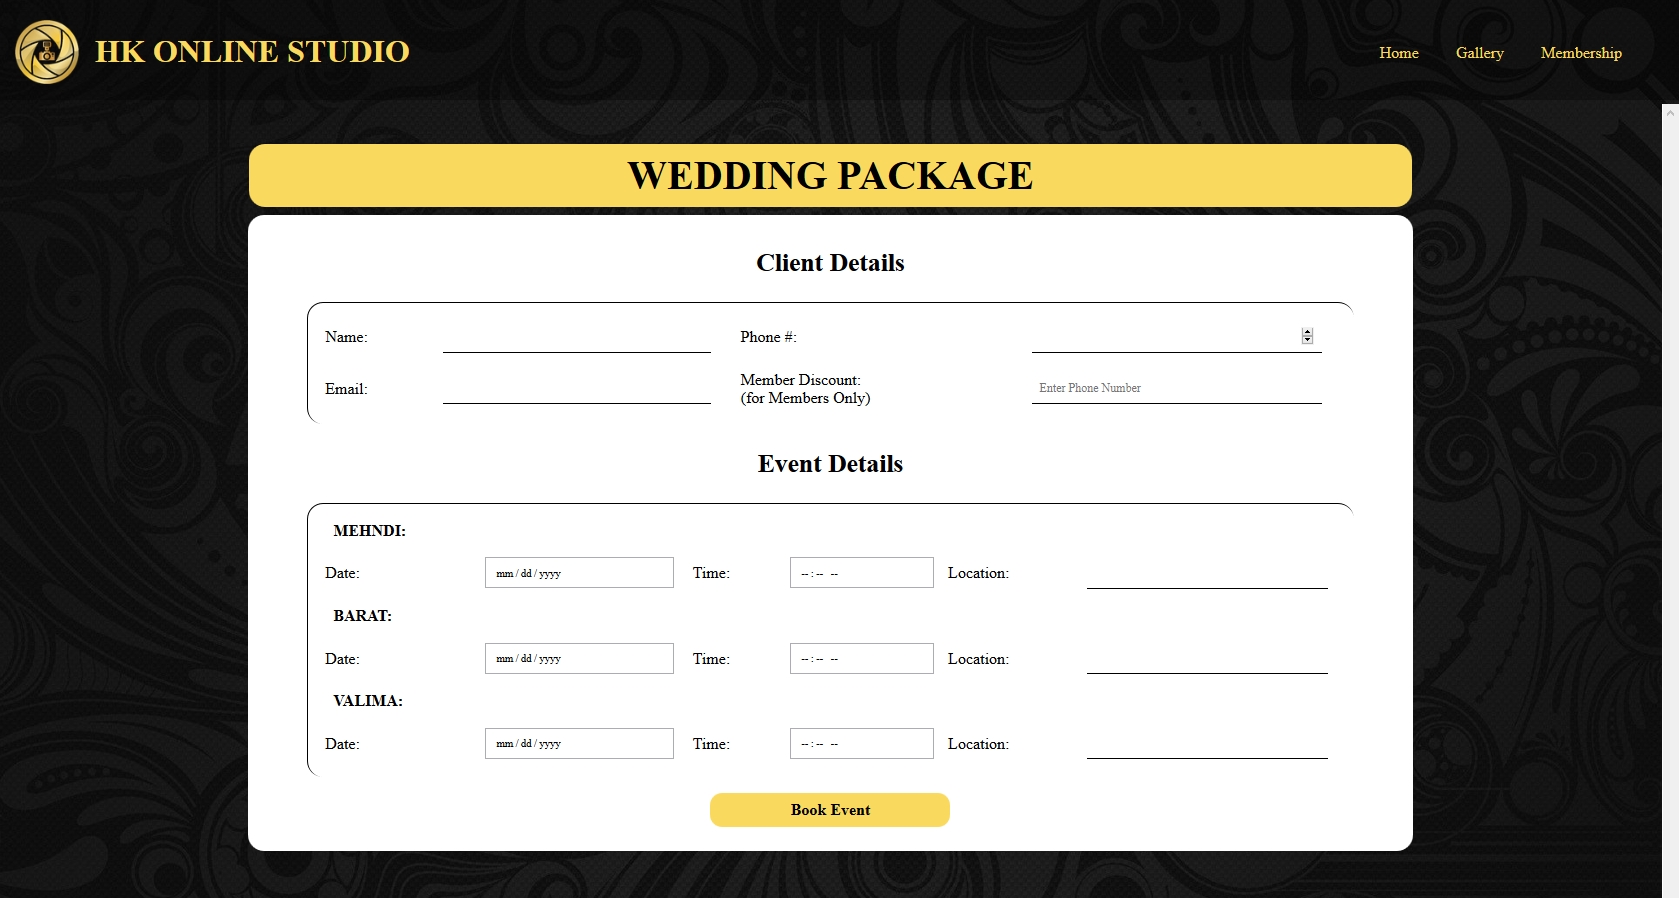 HK ONLINE STUDIO
Home Gallery Membership
WEDDING PACKAGE
Client Details
Name: Phone #:
Email: Member Discount:
(for Members Only) Enter Phone Number
Event Details
MEHNDI:
Date: mm / dd / yyyy Time: -- : -- -- Location:
BARAT:
Date: mm / dd / yyyy Time: -- : -- -- Location:
VALIMA:
Date: mm / dd / yyyy Time: -- : -- -- Location:
Book Event